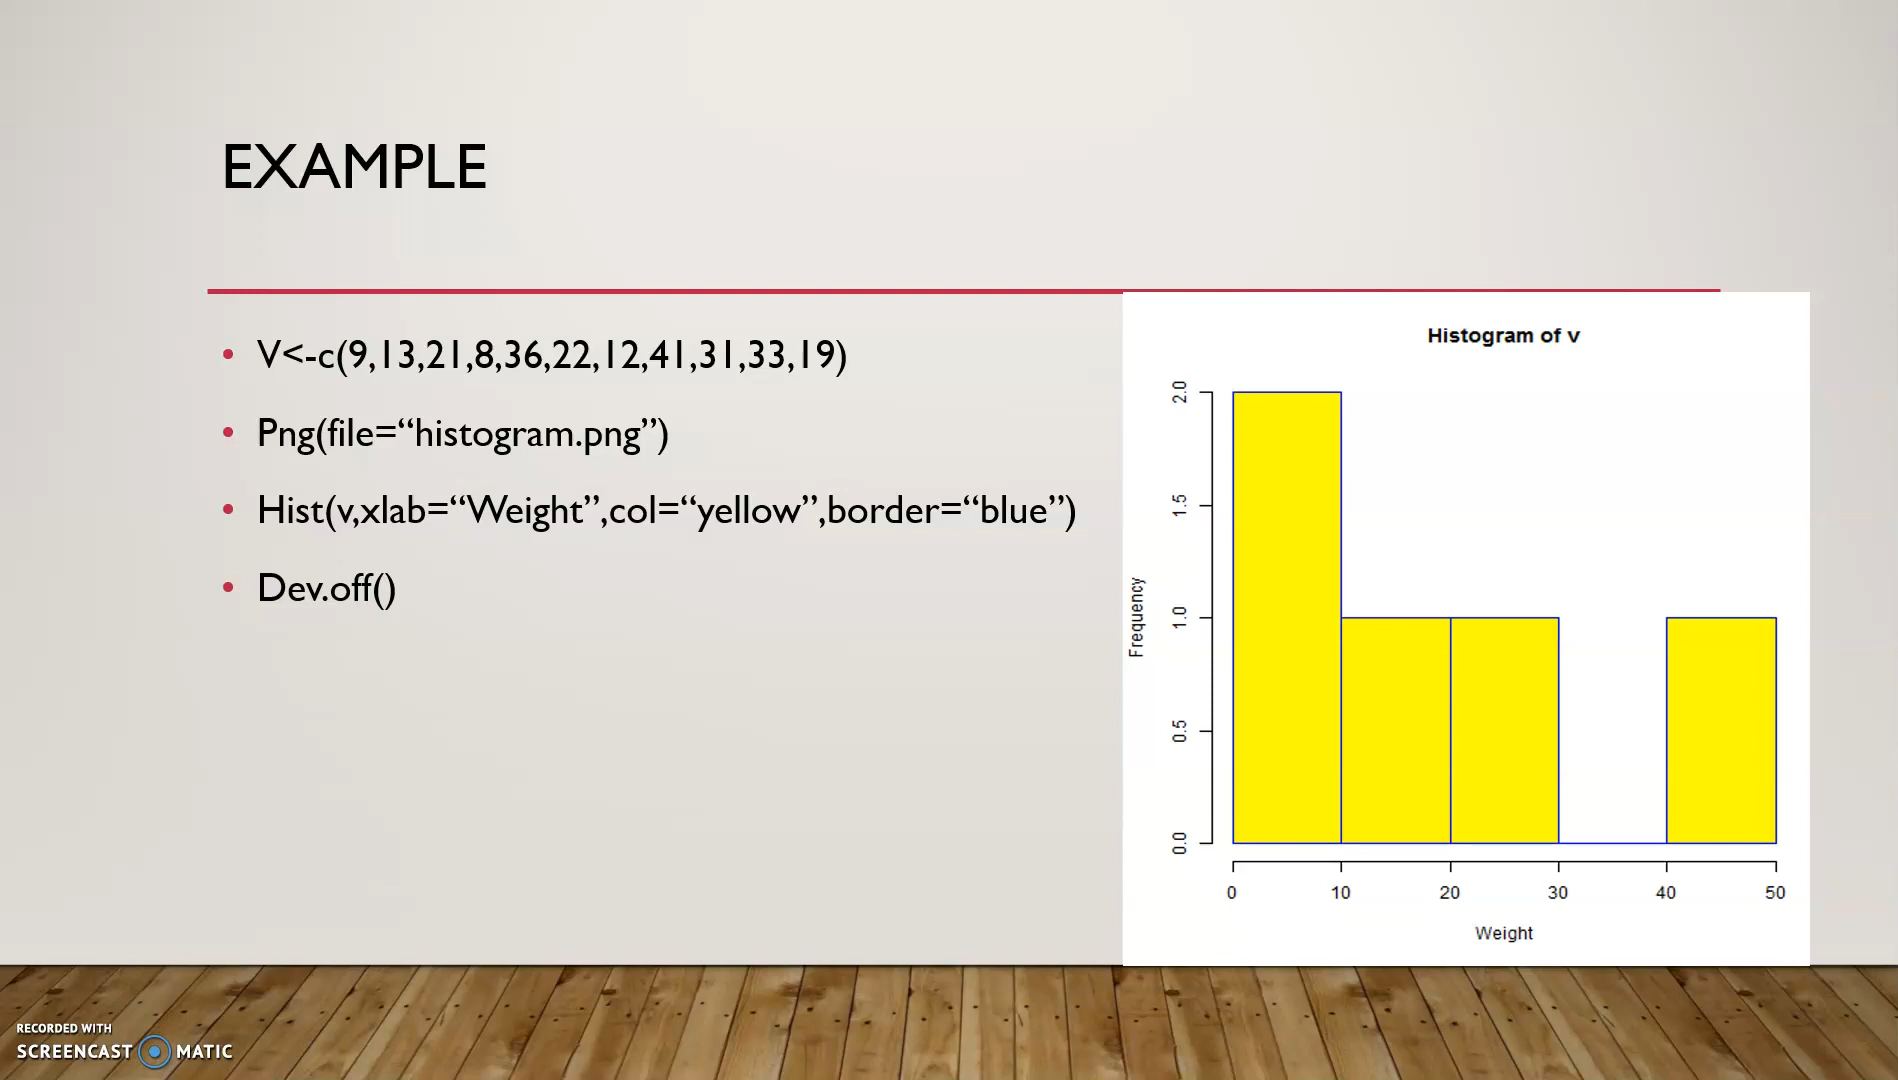 EXAMPLE
• V<-c(9,13,21,8,36,22,12,41,31,33,19)
• Png(file=“histogram.png”)
• Hist(v,xlab=“Weight”,col=“yellow”,border=“blue”)
• Dev.off()
Histogram of v
Frequency
2.0
1.5
1.0
0.5
0.0
0 10 20 30 40 50
Weight
RECORDED WITH
SCREENCAST MATIC